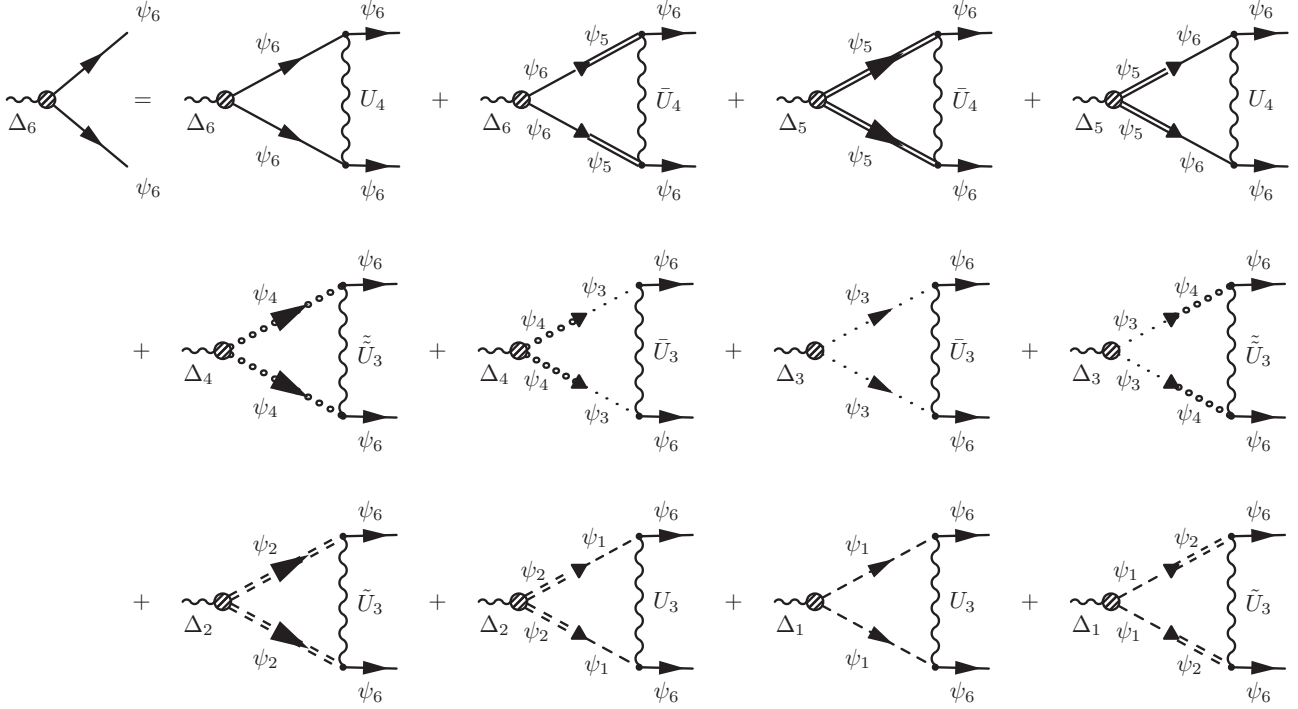 ψ₆ ψ₆ ψ₆ ψ₆ ψ₆
ψ₆ ψ₅ ψ₅ ψ₆
ψ₆ ψ₅
= U₄ + Ū₄ + Ū₄ + U₄
Δ₆ Δ₆ Δ₆ Δ₅ Δ₅
ψ₆ ψ₅
ψ₆ ψ₅ ψ₅ ψ₆
ψ₆ ψ₆ ψ₆ ψ₆ ψ₆
ψ₆ ψ₆ ψ₆ ψ₆
ψ₄ ψ₃ ψ₃ ψ₄
ψ₄ ψ₃
+ Ũ̃₃ + Ū₃ + Ū₃ + Ũ̃₃
Δ₄ Δ₄ Δ₃ Δ₃
ψ₄ ψ₃
ψ₄ ψ₃ ψ₃ ψ₄
ψ₆ ψ₆ ψ₆ ψ₆
ψ₆ ψ₆ ψ₆ ψ₆
ψ₂ ψ₁ ψ₁ ψ₂
ψ₂ ψ₁
+ Ũ₃ + U₃ + U₃ + Ũ₃
Δ₂ Δ₂ Δ₁ Δ₁
ψ₂ ψ₁
ψ₂ ψ₁ ψ₁ ψ₂
ψ₆ ψ₆ ψ₆ ψ₆